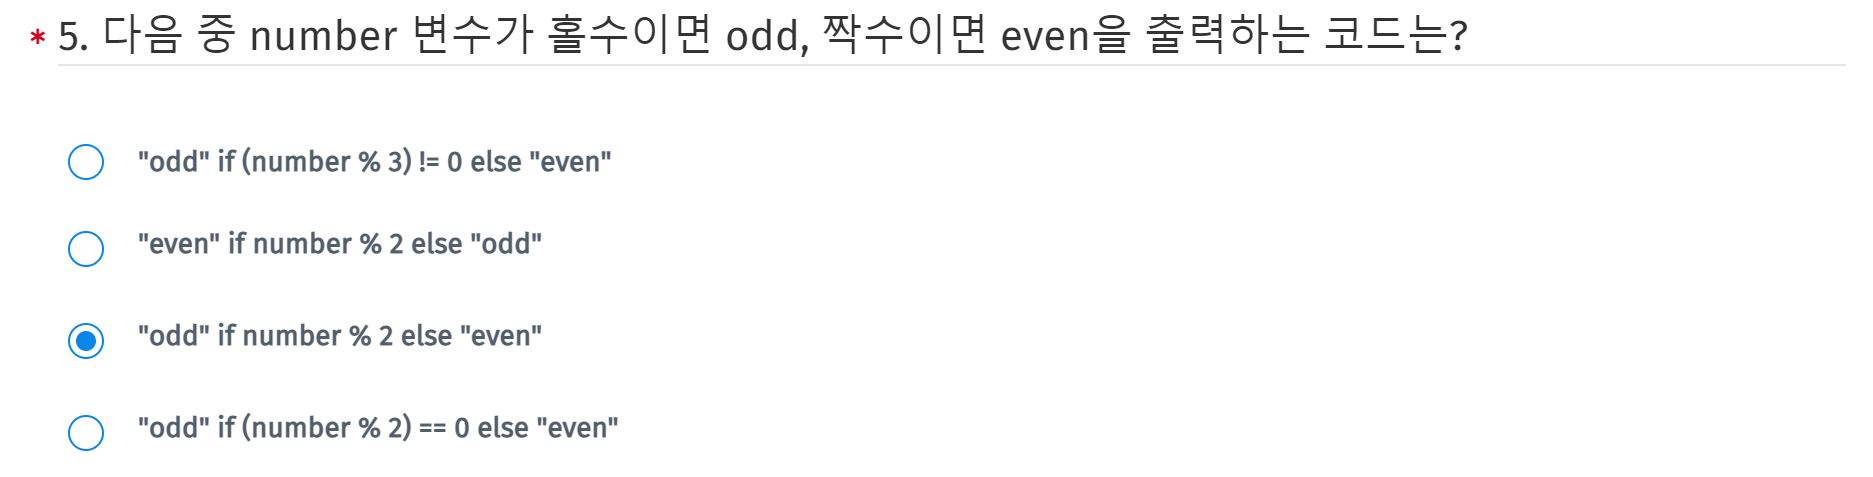 * 5. 다음 중 number 변수가 홀수이면 odd, 짝수이면 even을 출력하는 코드는?
"odd" if (number % 3) != 0 else "even"
"even" if number % 2 else "odd"
"odd" if number % 2 else "even"
"odd" if (number % 2) == 0 else "even"